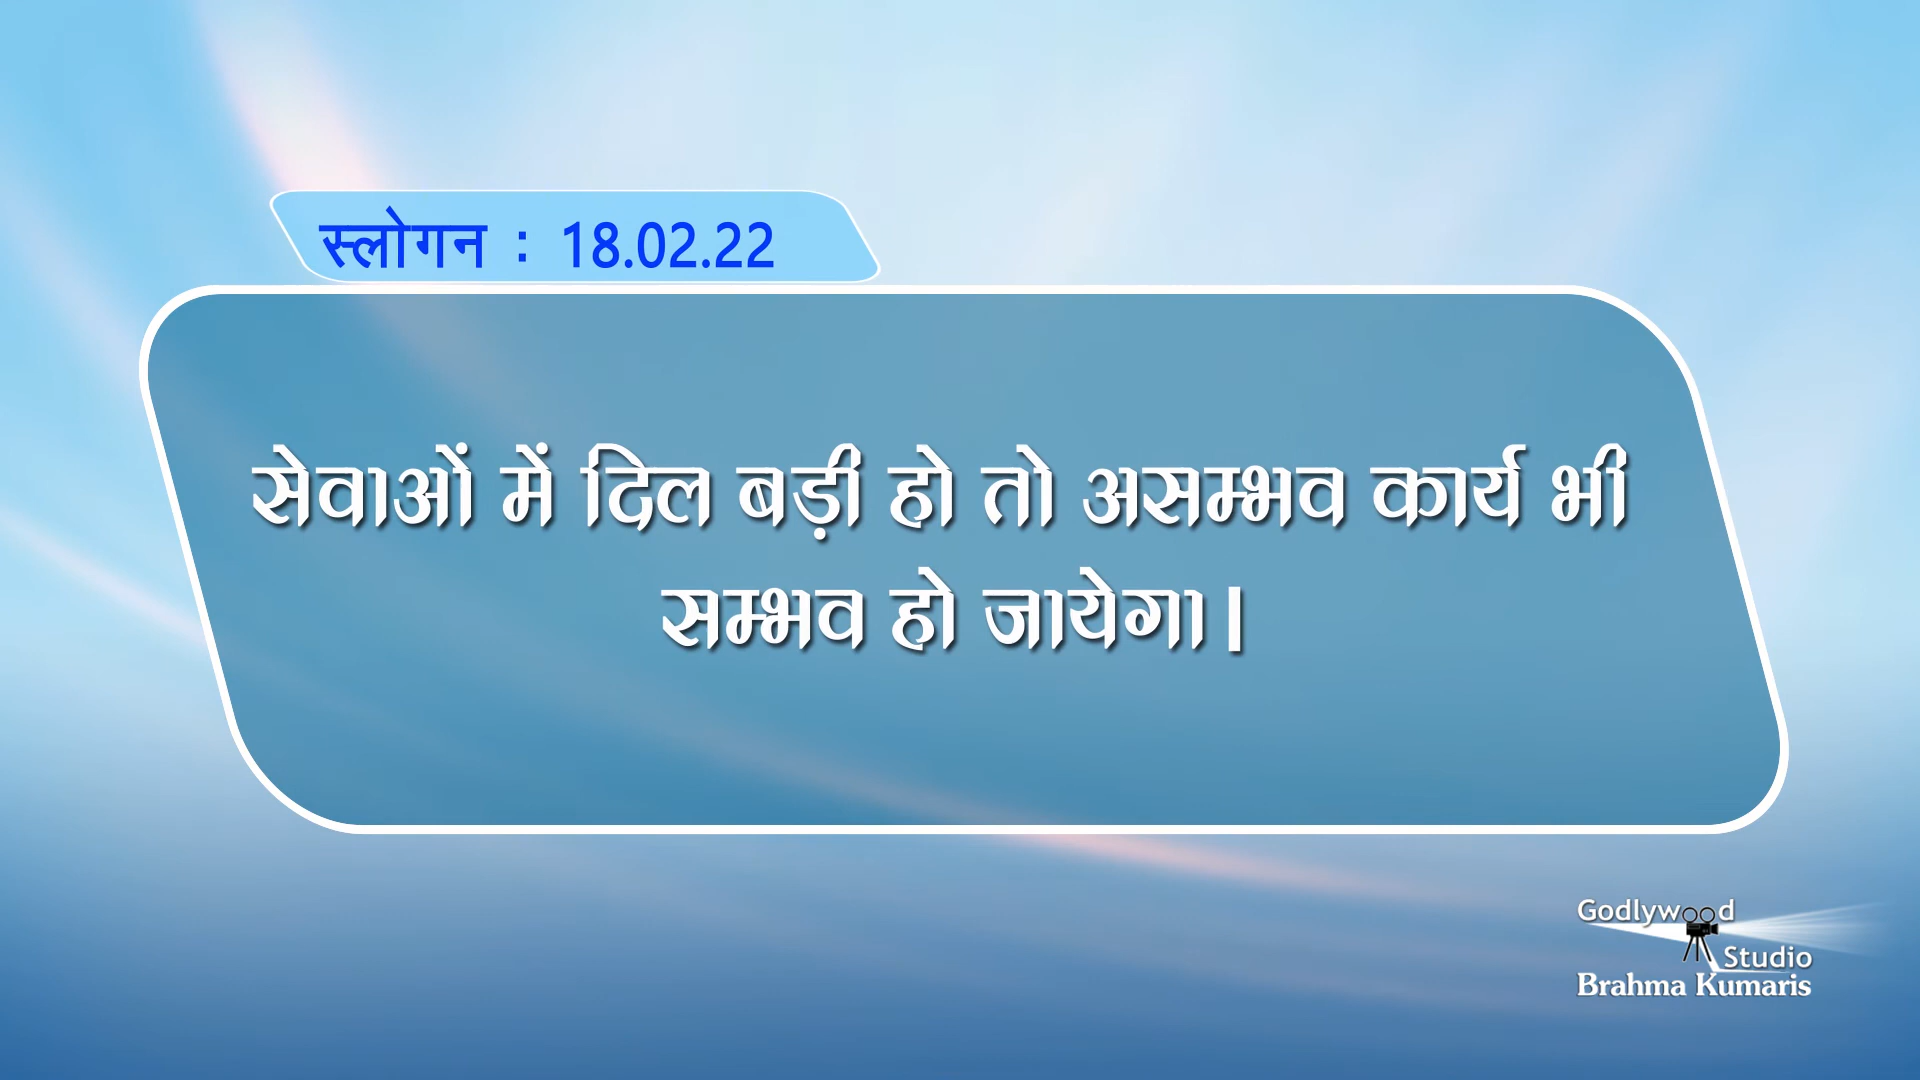 स्लोगन : 18.02.22
सेवाओं में दिल बड़ी हो तो असम्भव कार्य भी
सम्भव हो जायेगा।
Godlywood
Studio
Brahma Kumaris